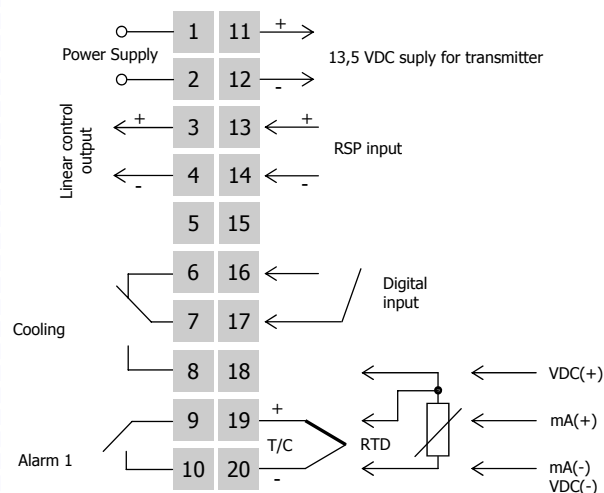 1 11 +
Power Supply
13,5 VDC suply for transmitter
2 12 -
Linear control
output
+ 3 13 +
RSP input
- 4 14 -
5 15
6 16
Digital
input
7 17
Cooling
8 18
VDC(+)
9 19 +
mA(+)
T/C
RTD
Alarm 1
10 20 -
mA(-)
VDC(-)